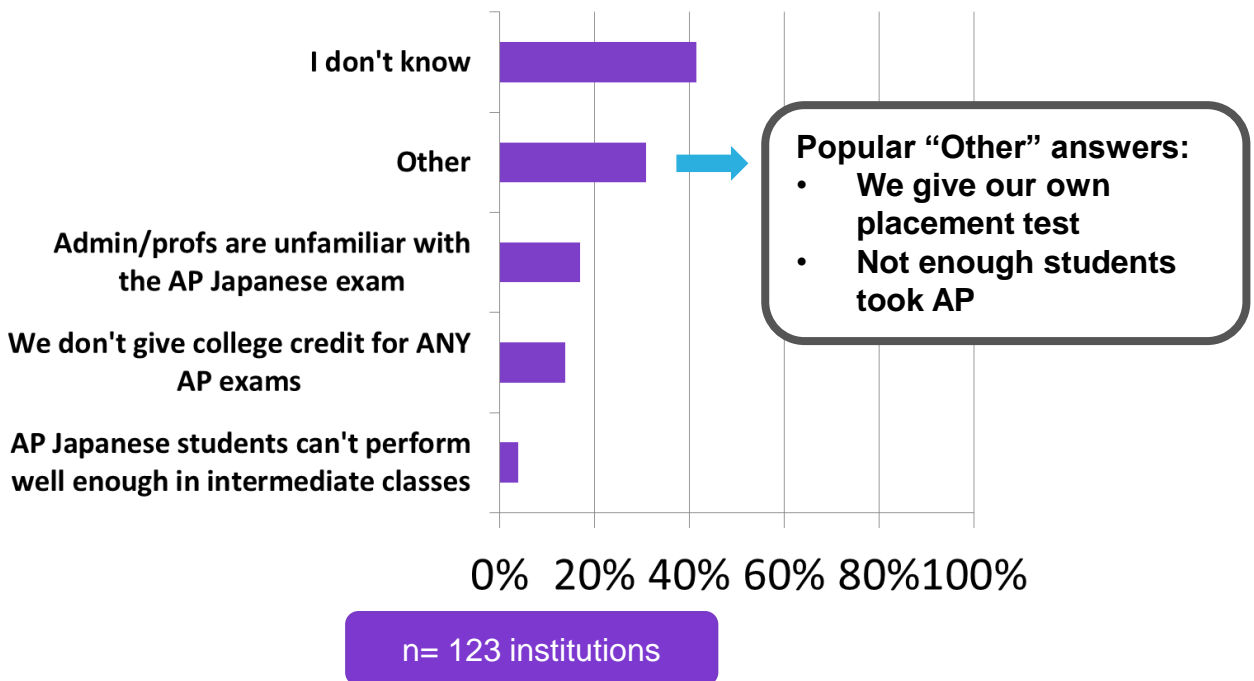 I don't know
Other
Admin/profs are unfamiliar with
the AP Japanese exam
We don't give college credit for ANY
AP exams
AP Japanese students can't perform
well enough in intermediate classes
Popular “Other” answers:
• We give our own
placement test
• Not enough students
took AP
0% 20% 40% 60% 80%100%
n= 123 institutions